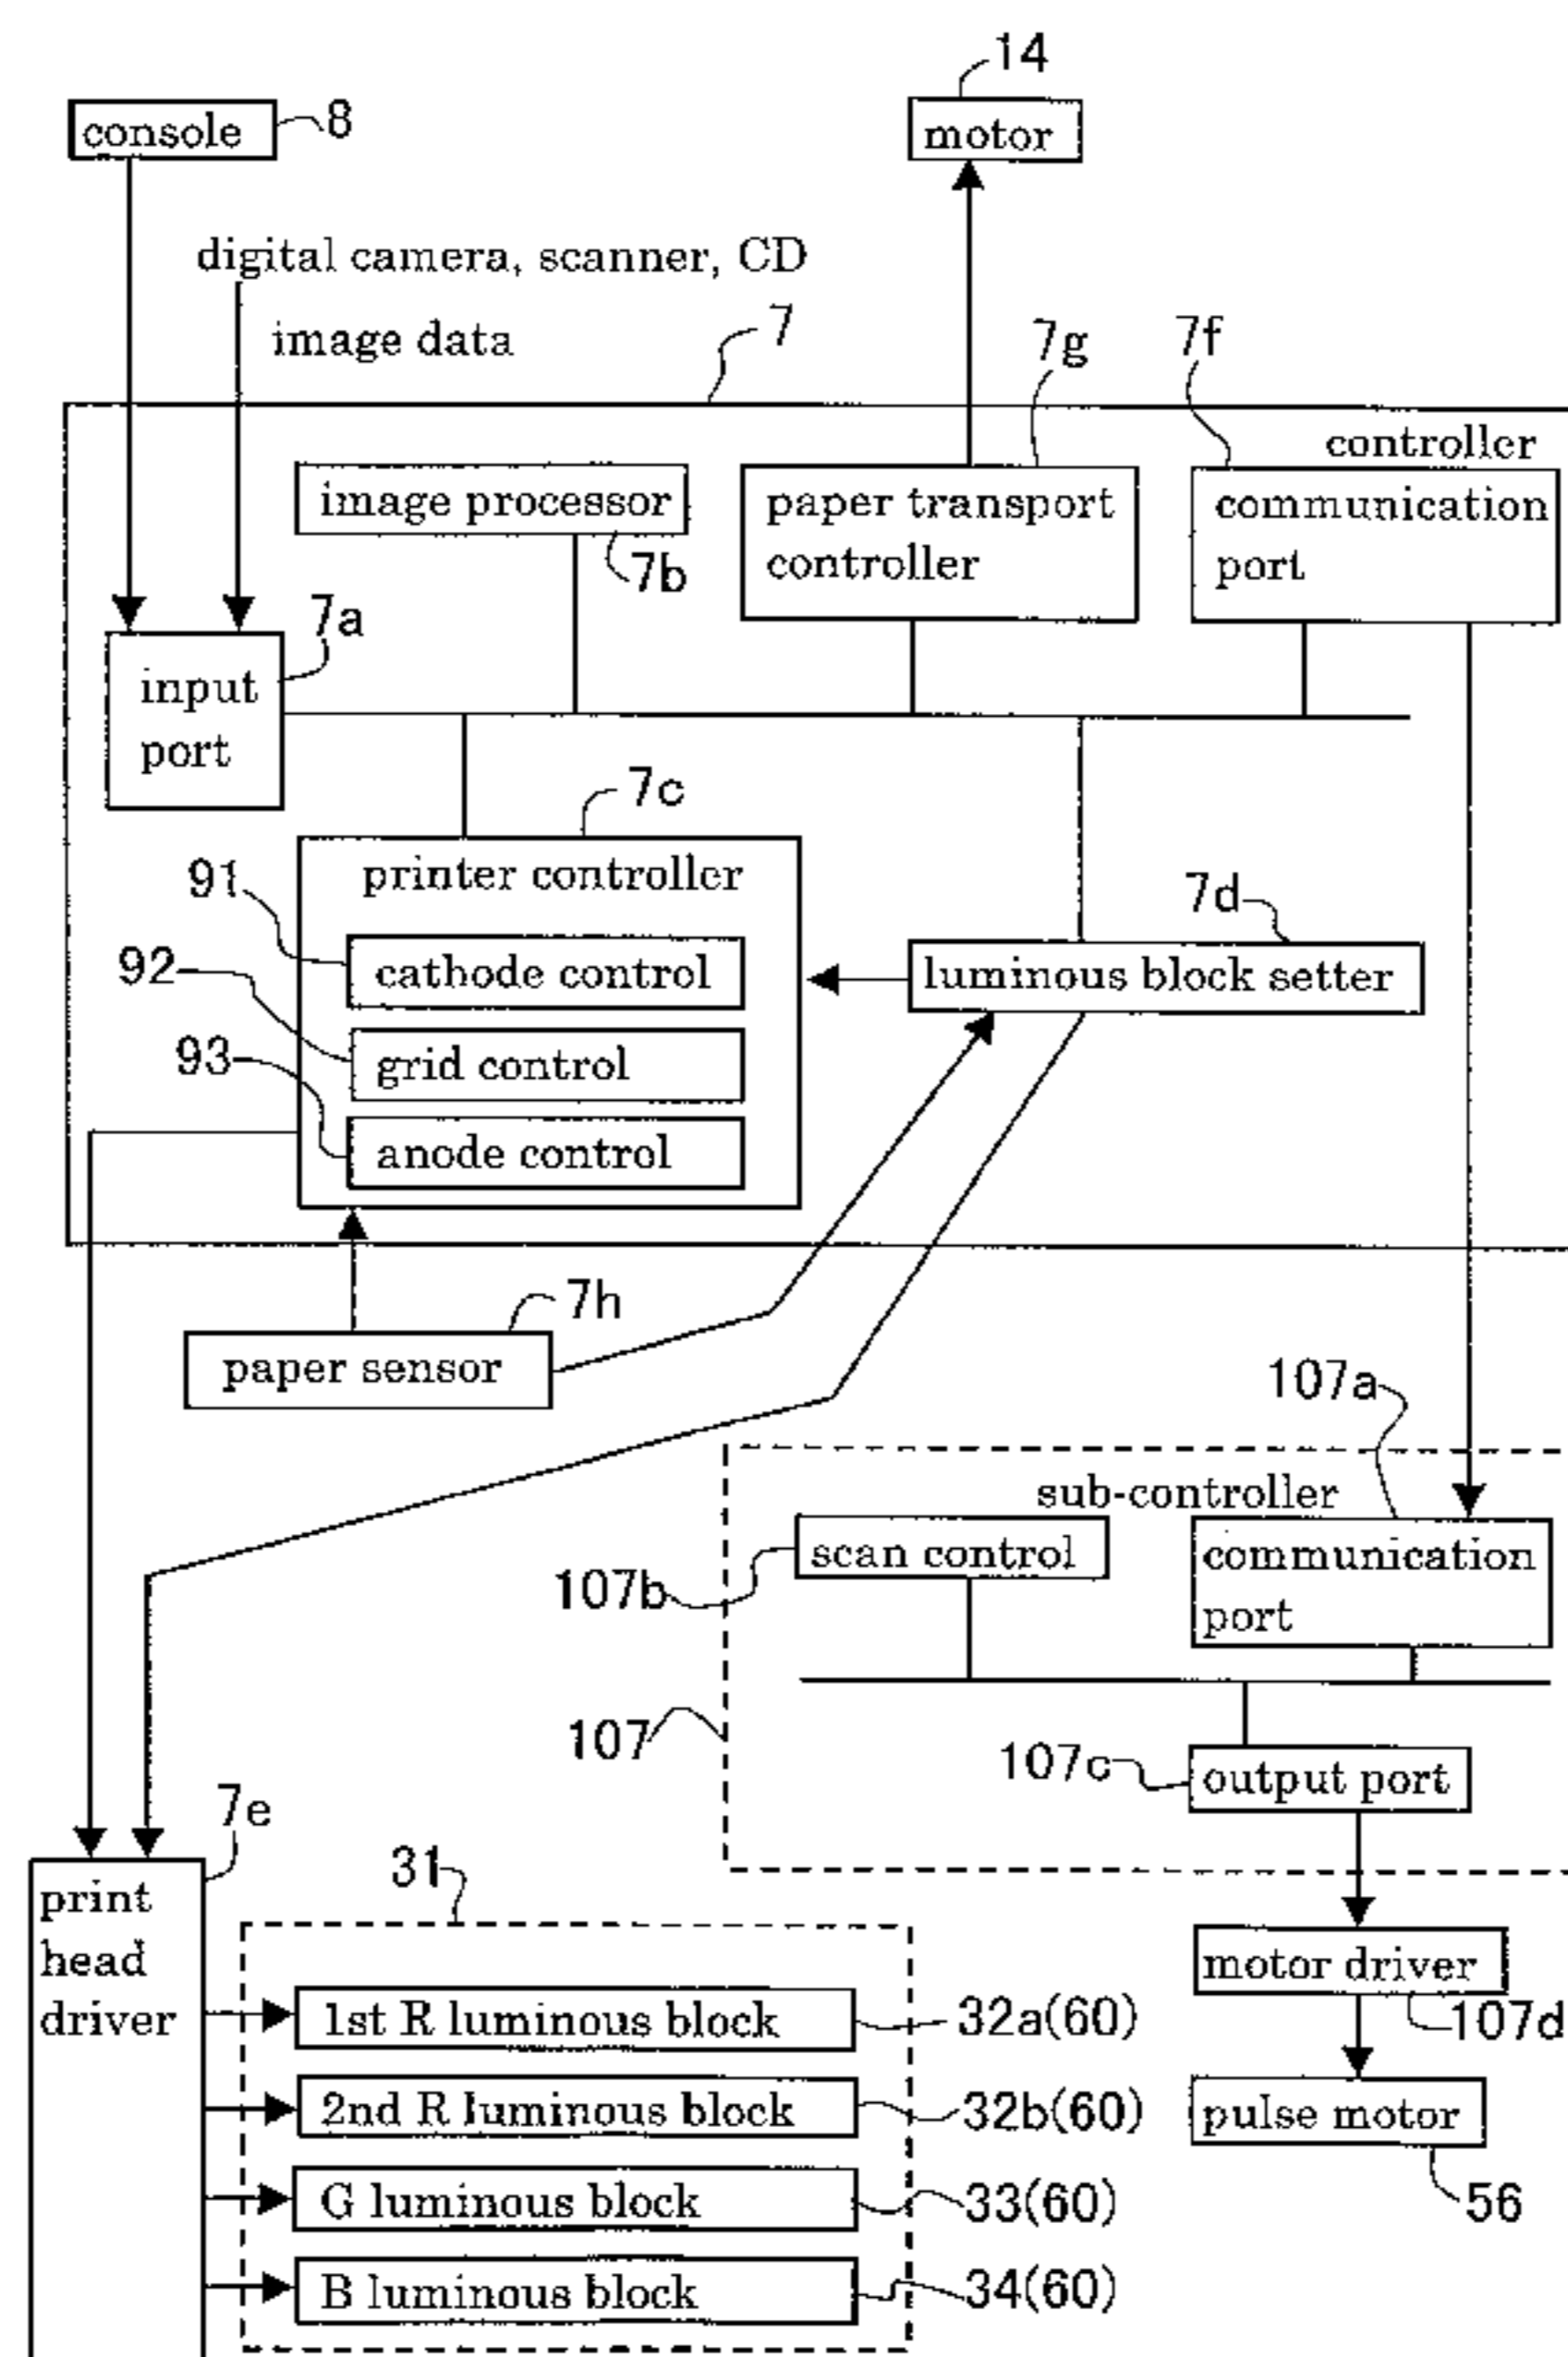 14
console
8
motor
digital camera, scanner, CD
image data
7
7g
7f
controller
image processor
7b
paper transport
controller
communication
port
7a
input
port
7c
printer controller
91
cathode control
92
grid control
93
anode control
7d
luminous block setter
7h
paper sensor
107a
sub-controller
scan control
107b
communication
port
107
107c
output port
7e
31
print
head
driver
motor driver
107d
1st R luminous block
32a(60)
2nd R luminous block
32b(60)
pulse motor
56
G luminous block
33(60)
B luminous block
34(60)